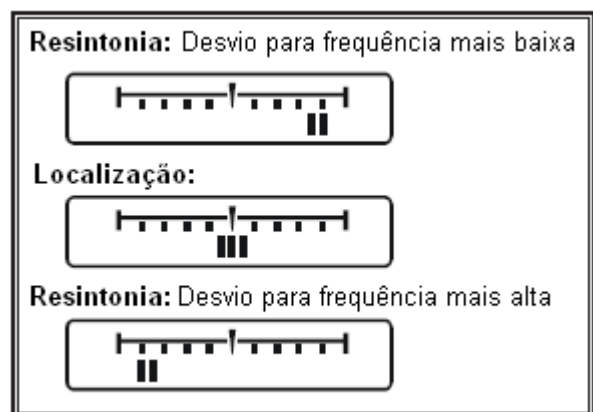 Resintonia: Desvio para frequência mais baixa
Localização:
Resintonia: Desvio para frequência mais alta